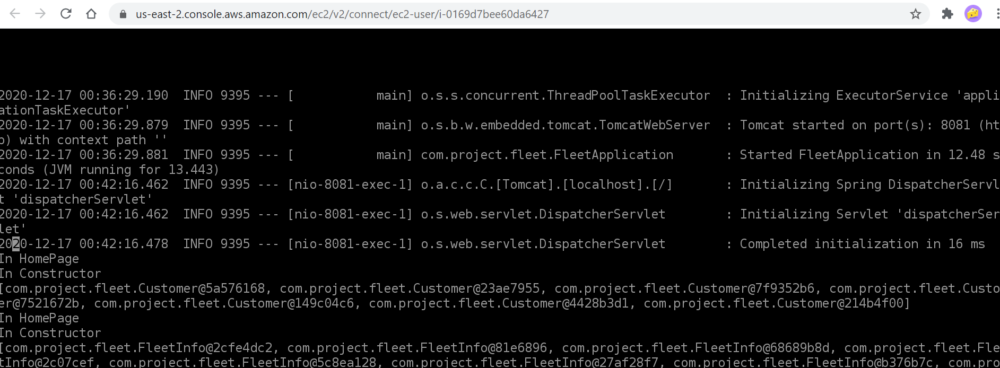 us-east-2.console.aws.amazon.com/ec2/v2/connect/ec2-user/i-0169d7bee60da6427
2020-12-17 00:36:29.190  INFO 9395 --- [           main] o.s.s.concurrent.ThreadPoolTaskExecutor  : Initializing ExecutorService 'appli
ationTaskExecutor'
2020-12-17 00:36:29.879  INFO 9395 --- [           main] o.s.b.w.embedded.tomcat.TomcatWebServer  : Tomcat started on port(s): 8081 (ht
p) with context path ''
2020-12-17 00:36:29.881  INFO 9395 --- [           main] com.project.fleet.FleetApplication       : Started FleetApplication in 12.48 s
conds (JVM running for 13.443)
2020-12-17 00:42:16.462  INFO 9395 --- [nio-8081-exec-1] o.a.c.c.C.[Tomcat].[localhost].[/]       : Initializing Spring DispatcherServl
t 'dispatcherServlet'
2020-12-17 00:42:16.462  INFO 9395 --- [nio-8081-exec-1] o.s.web.servlet.DispatcherServlet        : Initializing Servlet 'dispatcherSer
let'
2020-12-17 00:42:16.478  INFO 9395 --- [nio-8081-exec-1] o.s.web.servlet.DispatcherServlet        : Completed initialization in 16 ms
In HomePage
In Constructor
[com.project.fleet.Customer@5a576168, com.project.fleet.Customer@23ae7955, com.project.fleet.Customer@7f9352b6, com.project.fleet.Custo
er@7521672b, com.project.fleet.Customer@149c04c6, com.project.fleet.Customer@4428b3d1, com.project.fleet.Customer@214b4f00]
In HomePage
In Constructor
[com.project.fleet.FleetInfo@2cfe4dc2, com.project.fleet.FleetInfo@81e6896, com.project.fleet.FleetInfo@68689b8d, com.project.fleet.Fle
tInfo@2c07cef, com.project.fleet.FleetInfo@5c8ea128, com.project.fleet.FleetInfo@27af28f7, com.project.fleet.FleetInfo@b376b7c, com.pro